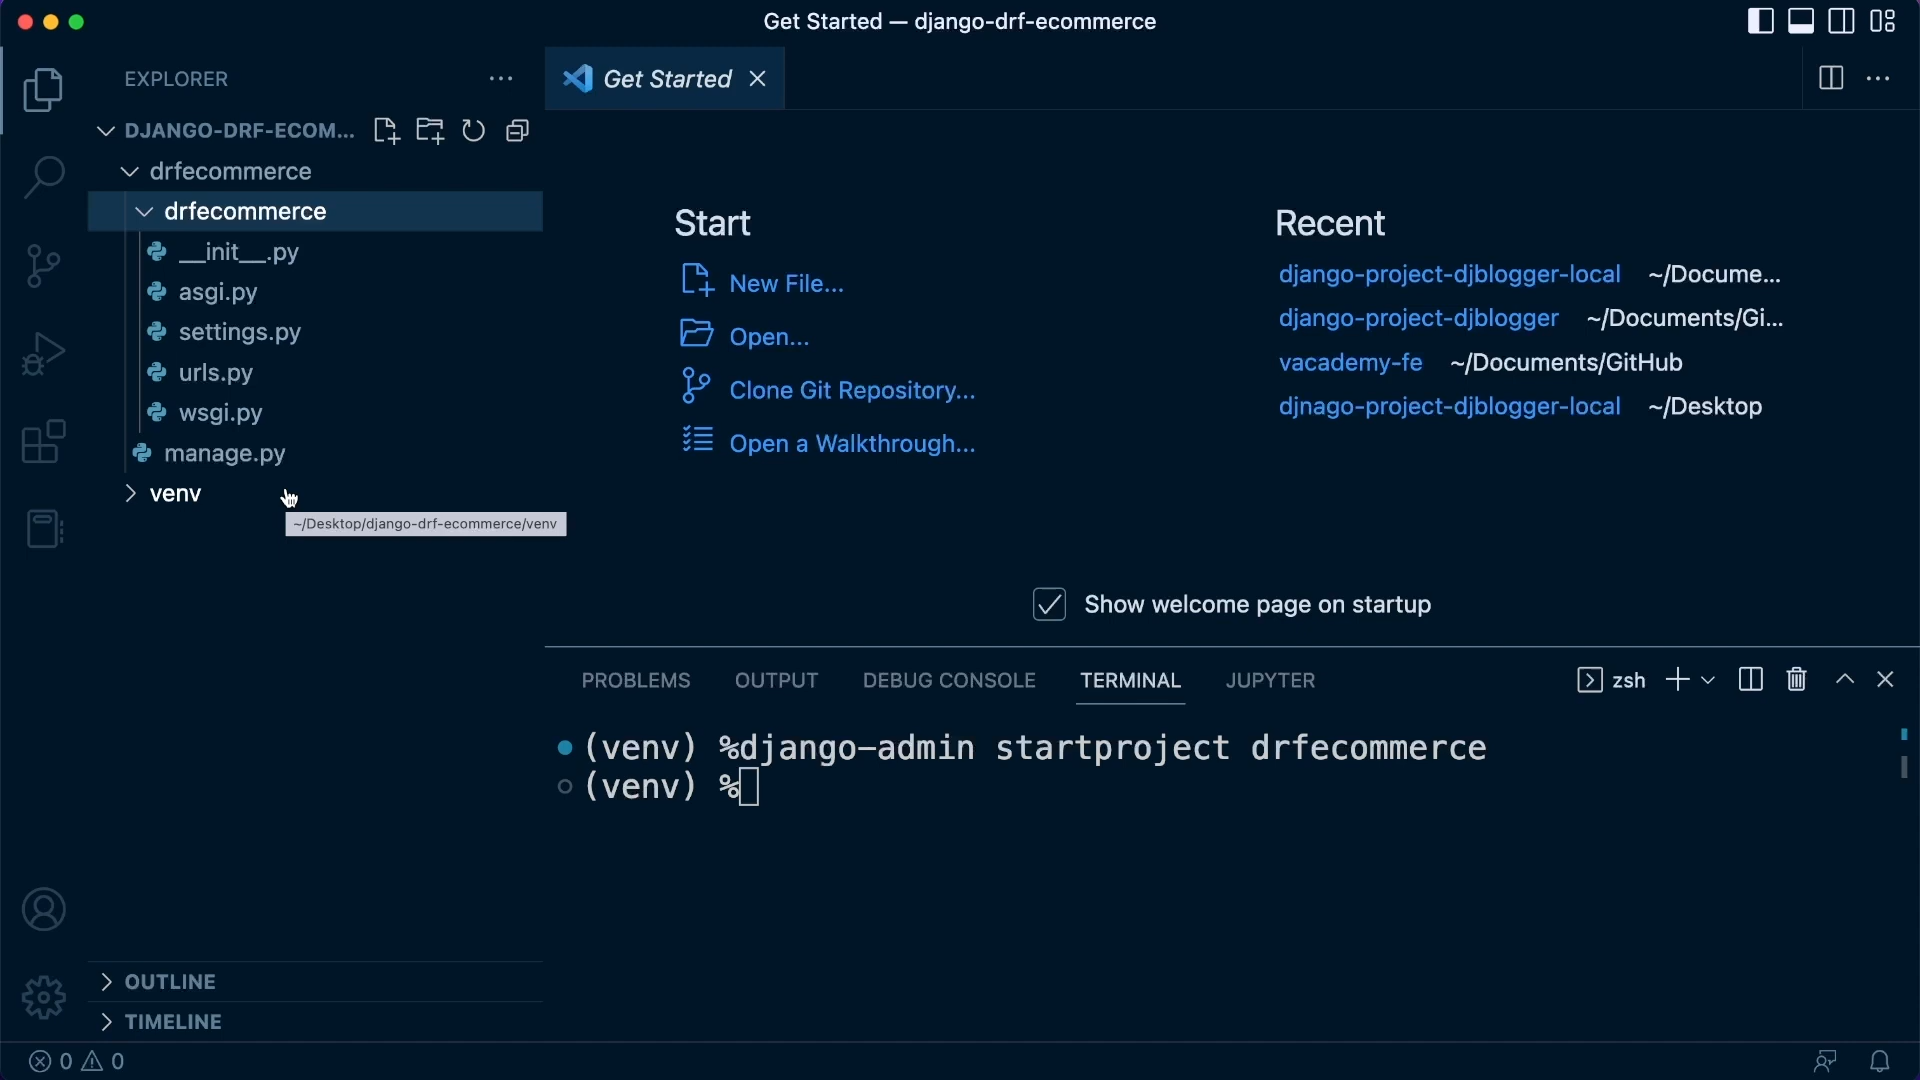 Get Started — django-drf-ecommerce
EXPLORER
Get Started
DJANGO-DRF-ECOM...
drfecommerce
drfecommerce
__init__.py
asgi.py
settings.py
urls.py
wsgi.py
manage.py
venv
~/Desktop/django-drf-ecommerce/venv
Start
New File...
Open...
Clone Git Repository...
Open a Walkthrough...
Recent
django-project-djblogger-local ~/Docume...
django-project-djblogger ~/Documents/Gi...
vacademy-fe ~/Documents/GitHub
djnago-project-djblogger-local ~/Desktop
Show welcome page on startup
PROBLEMS OUTPUT DEBUG CONSOLE TERMINAL JUPYTER zsh
(venv) %django-admin startproject drfecommerce
(venv) %
OUTLINE
TIMELINE
0 0